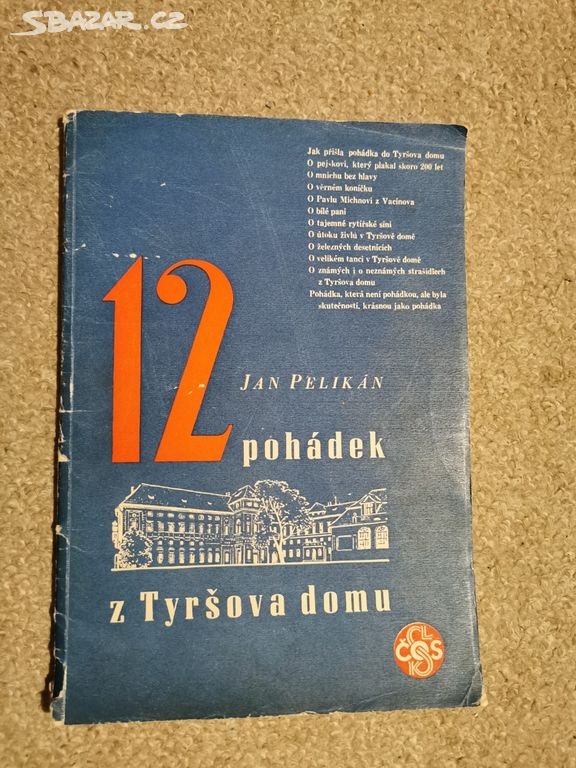 SBAZAR.CZ
Jak přišla pohádka do Tyršova domu
O pejskovi, který plakal skoro 200 let
O mnichu bez hlavy
O věrném koníčku
O Pavlu Michnovi z Vacínova
O bílé paní
O tajemné rytířské síni
O útoku živlů v Tyršově domě
O železných desetnících
O velikém tanci v Tyršově domě
O známých i o neznámých strašidlech
z Tyršova domu
Pohádka, která není pohádkou, ale byla
skutečností, krásnou jako pohádka
12
JAN PELIKÁN
pohádek
z Tyršova domu
ČOS